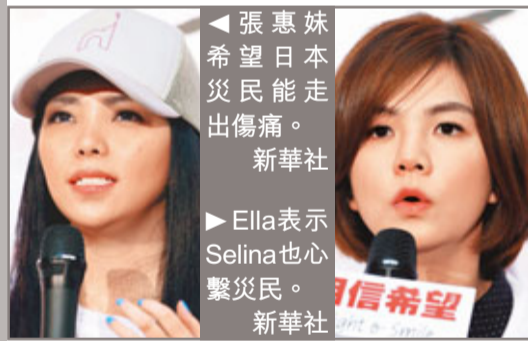 ◀張惠妹
希望日本
災民能走
出傷痛。
新華社
▶Ella表示
Selina也心
繫災民。
新華社
相信希望
Smile